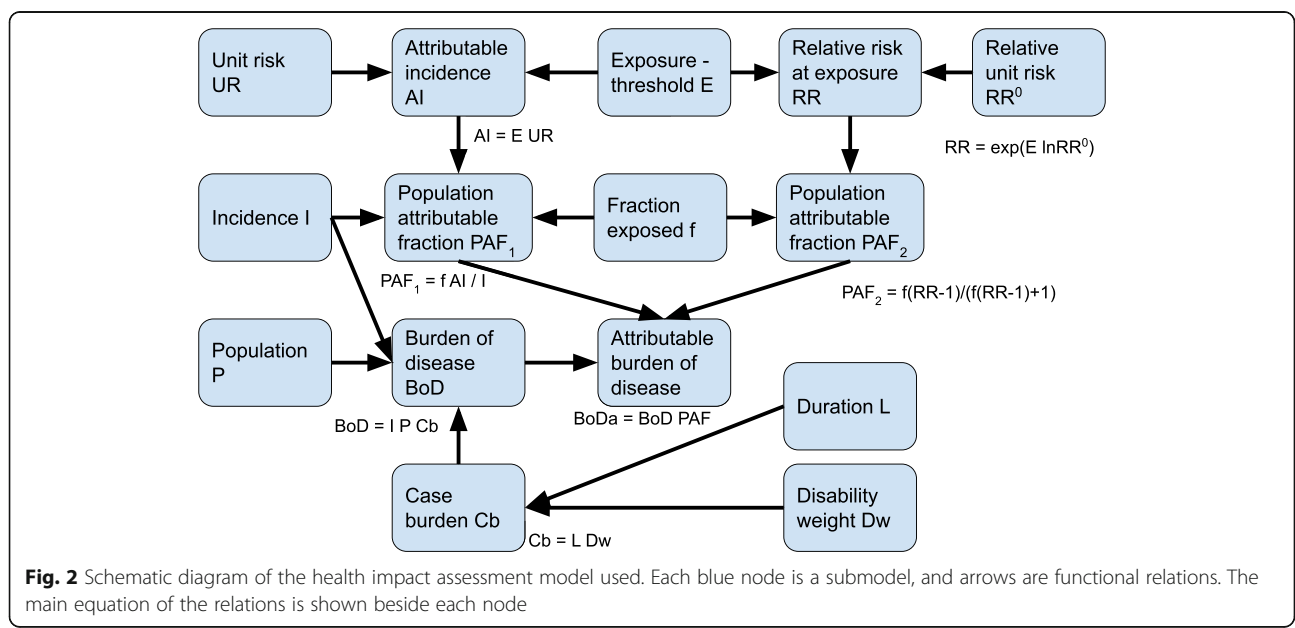 Unit risk
UR
Attributable
incidence
AI
Exposure -
threshold E
Relative risk
at exposure
RR
Relative
unit risk
RR⁰
AI = E UR
RR = exp(E lnRR⁰)
Incidence I
Population
attributable
fraction PAF₁
Fraction
exposed f
Population
attributable
fraction PAF₂
PAF₁ = f AI / I
PAF₂ = f(RR-1)/(f(RR-1)+1)
Population
P
Burden of
disease
BoD
Attributable
burden of
disease
Duration L
BoD = I P Cb
BoDa = BoD PAF
Case
burden Cb
Disability
weight Dw
Cb = L Dw
Fig. 2 Schematic diagram of the health impact assessment model used. Each blue node is a submodel, and arrows are functional relations. The
main equation of the relations is shown beside each node